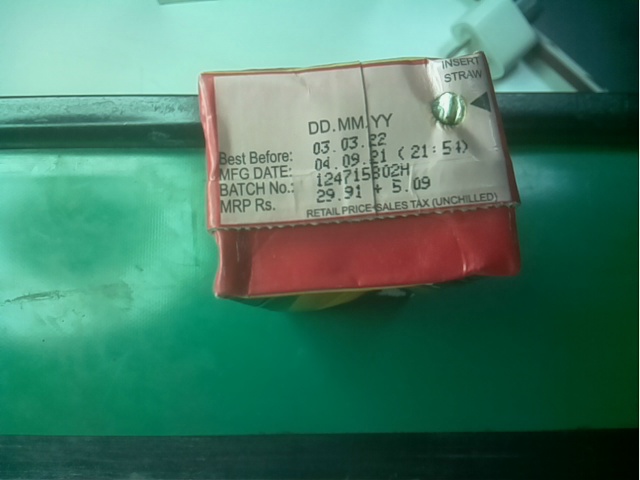 INSERT
STRAW
DD.MM.YY
Best Before: 03.03.22
MFG DATE: 04.09.21 (21:54)
BATCH No.: 124715302H
MRP Rs. 29.91 + 5.09
RETAIL PRICE+SALES TAX (UNCHILLED)